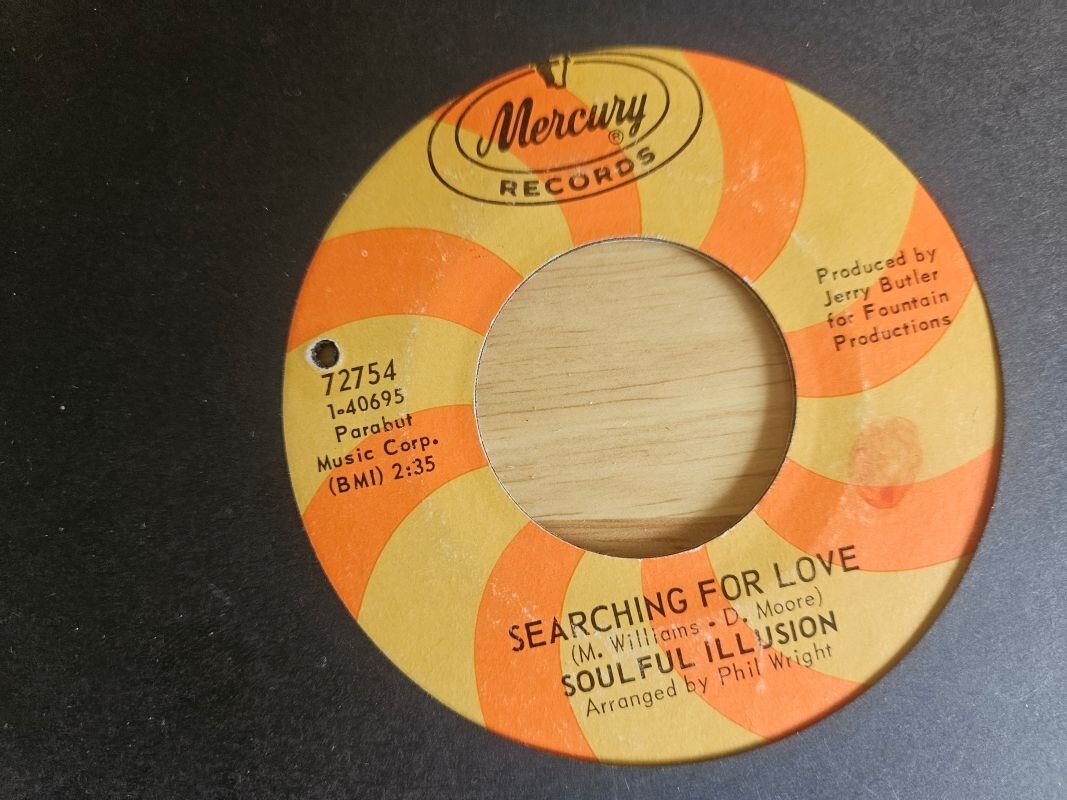 Mercury®
RECORDS
Produced by
Jerry Butler
for Fountain
Productions
72754
1-40695
Parabut
Music Corp.
(BMI) 2:35
SEARCHING FOR LOVE
(M. Williams • D. Moore)
SOULFUL ILLUSION
Arranged by Phil Wright